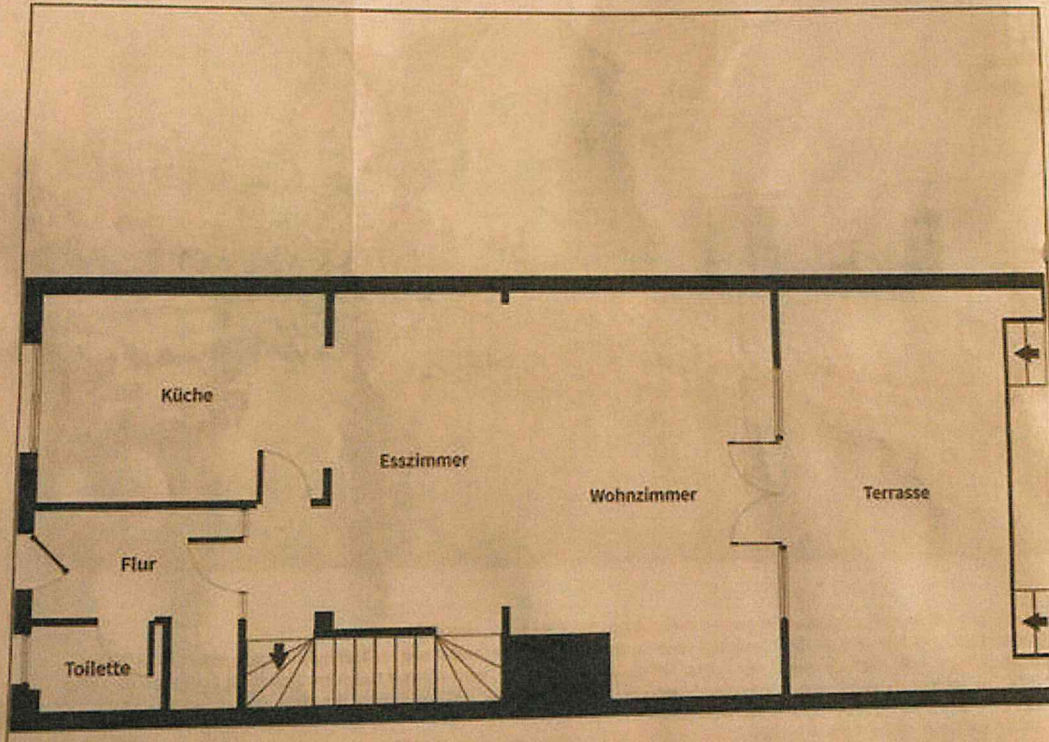 Küche
Esszimmer
Wohnzimmer
Terrasse
Flur
Toilette